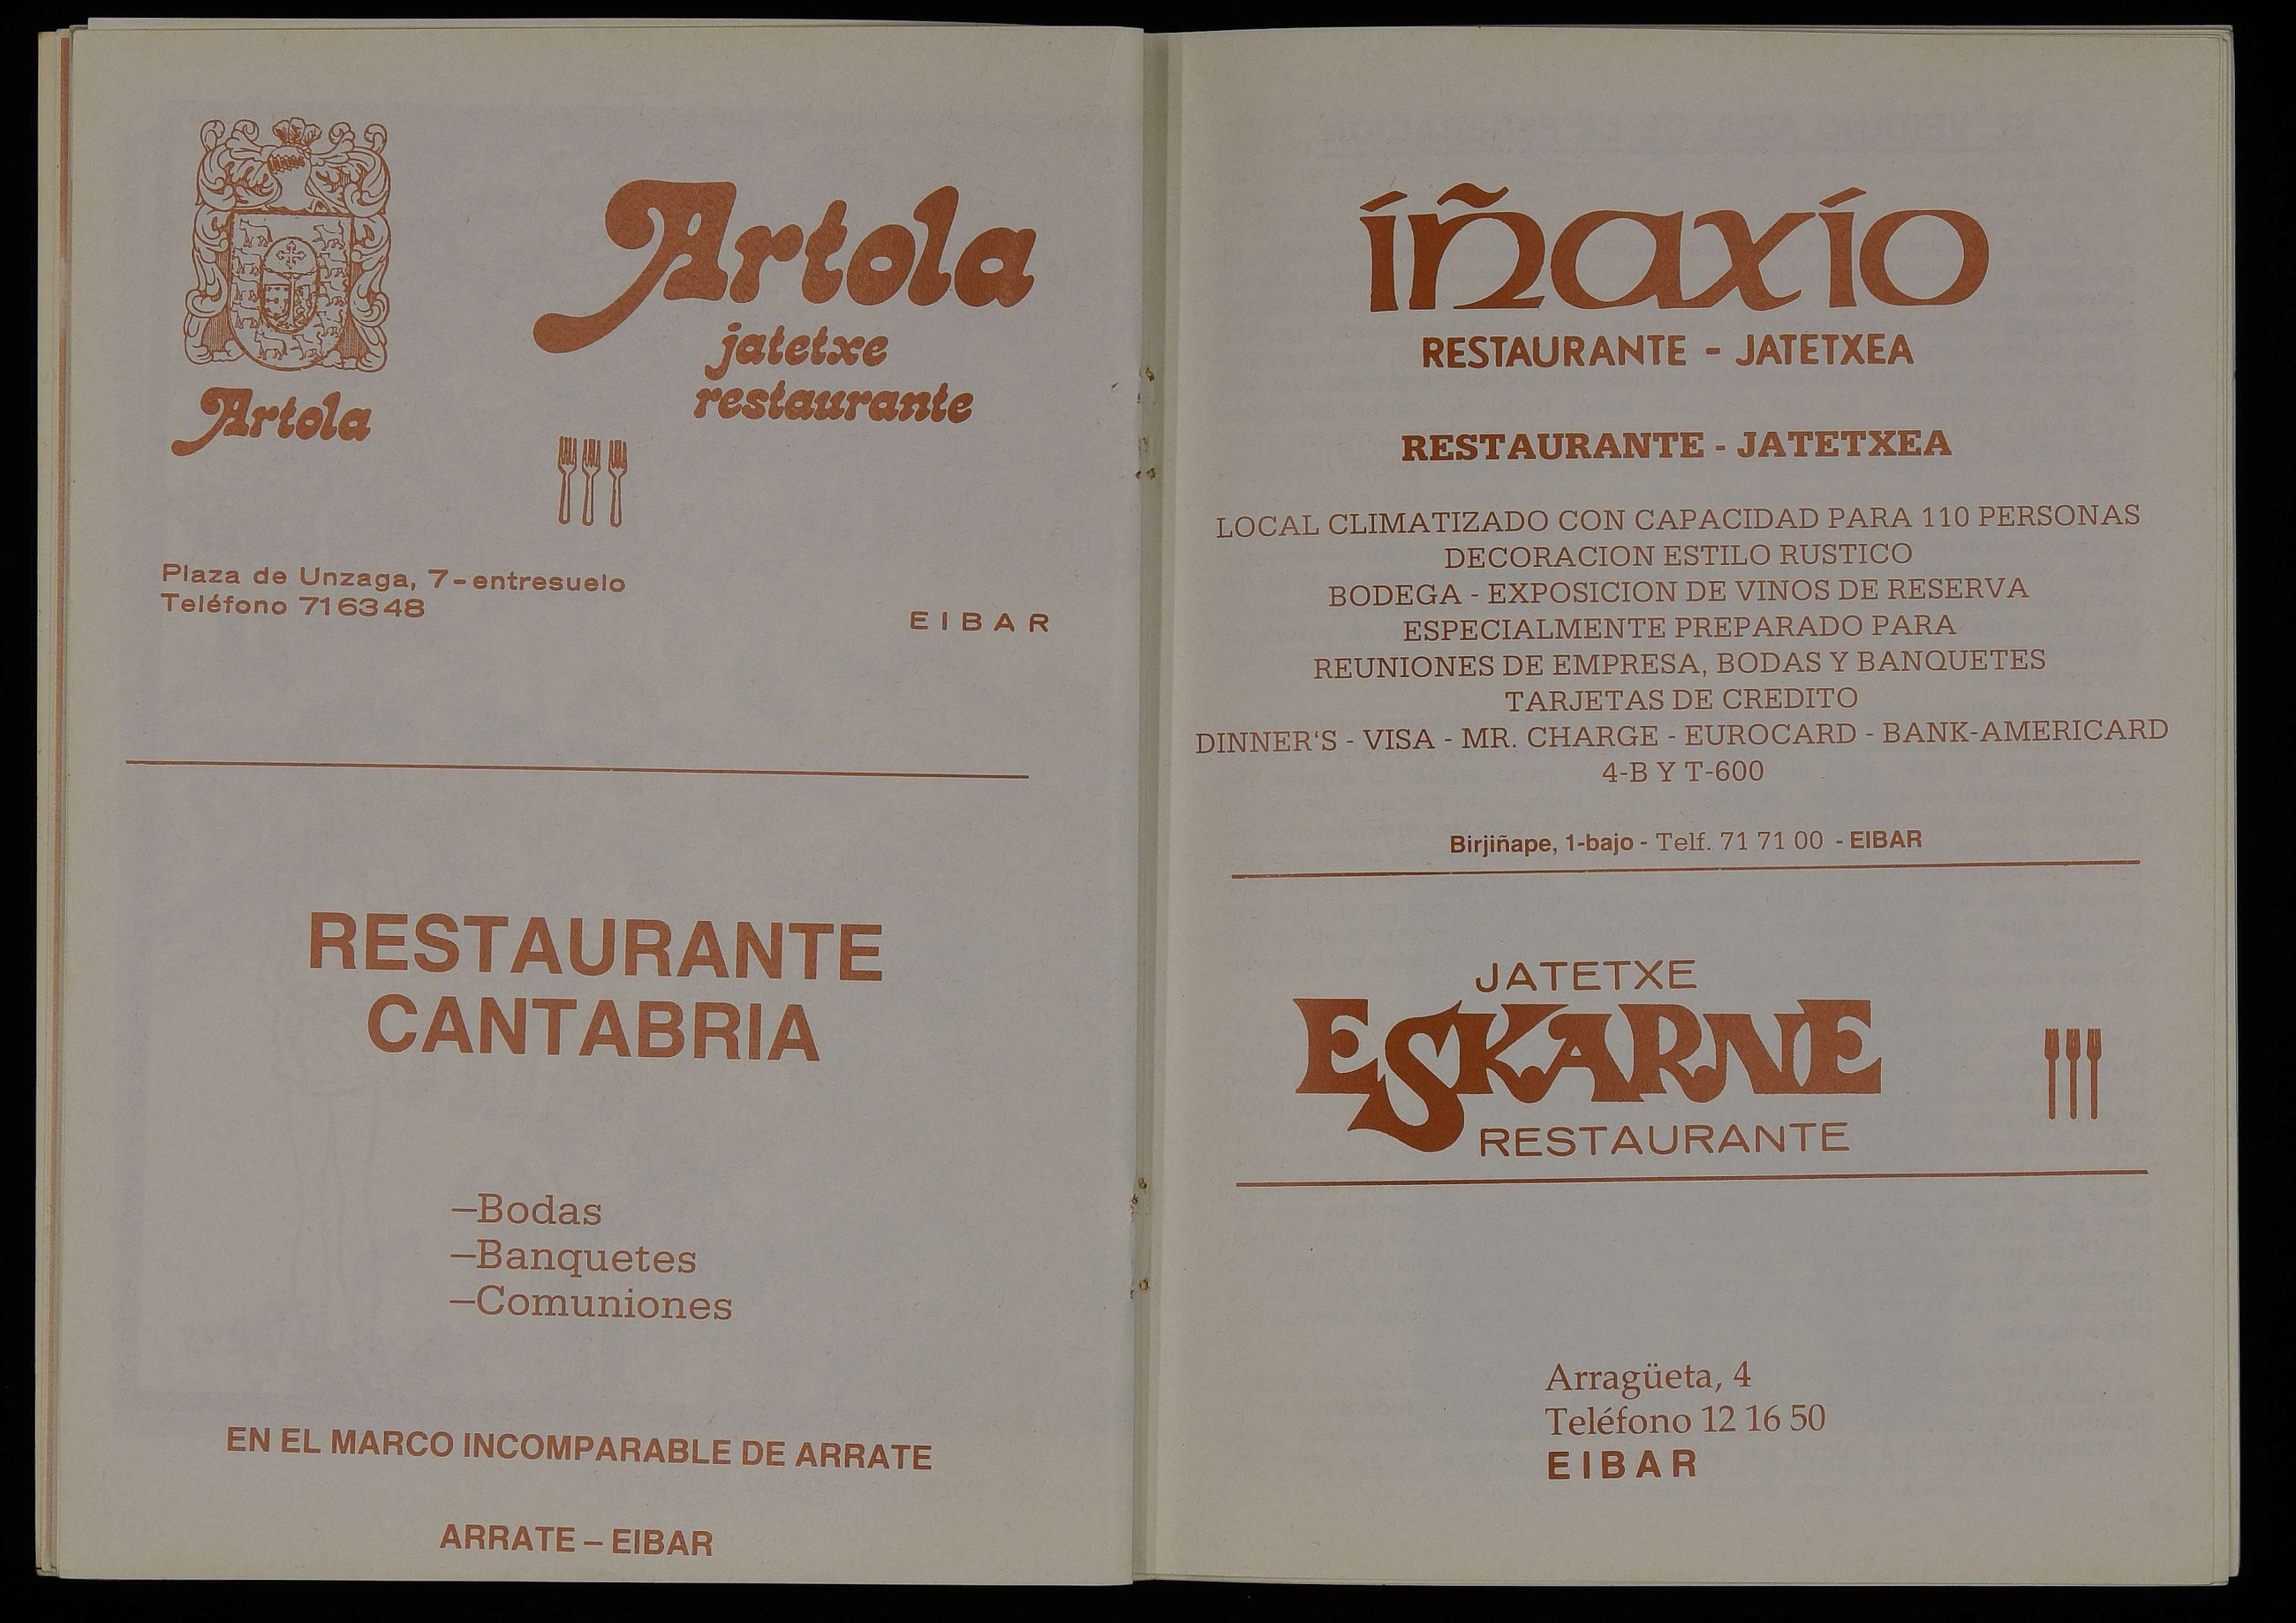 Artola
jatetxe
restaurante
Artola
Plaza de Unzaga, 7-entresuelo
Teléfono 716348
EIBAR
RESTAURANTE
CANTABRIA
—Bodas
—Banquetes
—Comuniones
EN EL MARCO INCOMPARABLE DE ARRATE
ARRATE – EIBAR
íñaxío
RESTAURANTE - JATETXEA
RESTAURANTE - JATETXEA
LOCAL CLIMATIZADO CON CAPACIDAD PARA 110 PERSONAS
DECORACION ESTILO RUSTICO
BODEGA - EXPOSICION DE VINOS DE RESERVA
ESPECIALMENTE PREPARADO PARA
REUNIONES DE EMPRESA, BODAS Y BANQUETES
TARJETAS DE CREDITO
DINNER'S - VISA - MR. CHARGE - EUROCARD - BANK-AMERICARD
4-B Y T-600
Birjiñape, 1-bajo - Telf. 71 71 00 - EIBAR
JATETXE
ESKARNE
RESTAURANTE
Arragüeta, 4
Teléfono 12 16 50
EIBAR